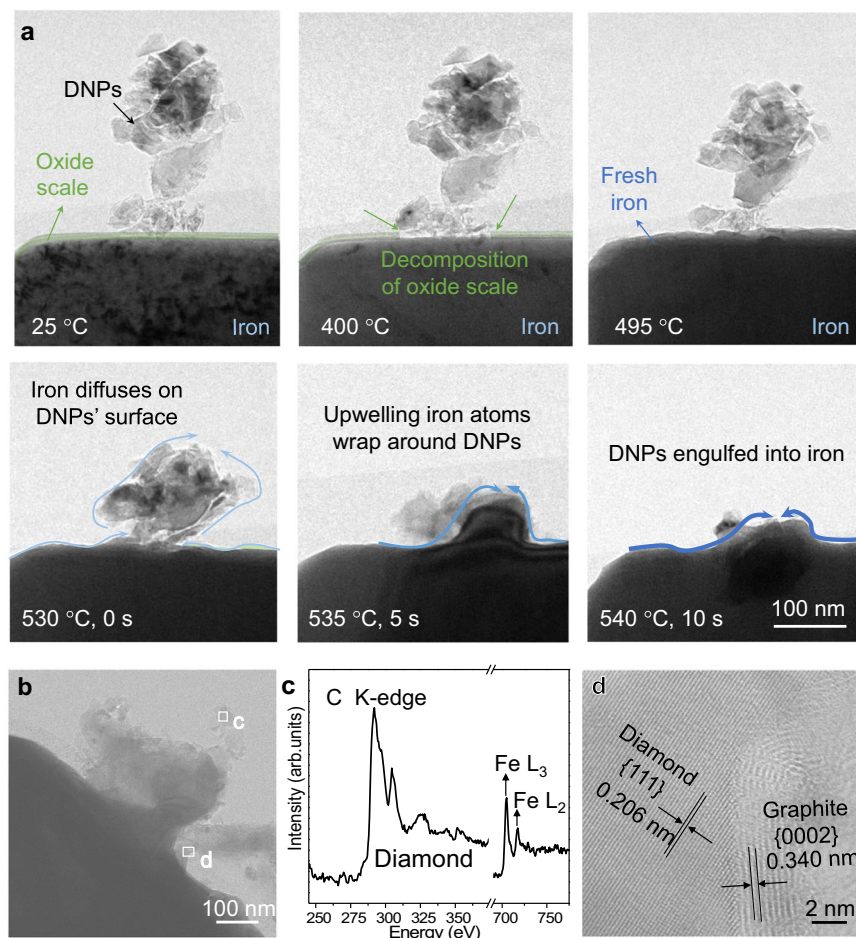 a
DNPs
Oxide
scale
25 °C
Iron
Decomposition
of oxide scale
400 °C
Iron
Fresh
iron
495 °C
Iron
Iron diffuses on
DNPs' surface
530 °C, 0 s
Upwelling iron atoms
wrap around DNPs
535 °C, 5 s
DNPs engulfed into iron
540 °C, 10 s
100 nm
b
c
d
100 nm
c
C K-edge
Fe L3
Fe L2
Diamond
Intensity (arb.units)
250 290 320 350 700 750
Energy (eV)
d
Diamond
{111}
0.206 nm
Graphite
{0002}
0.340 nm
2 nm